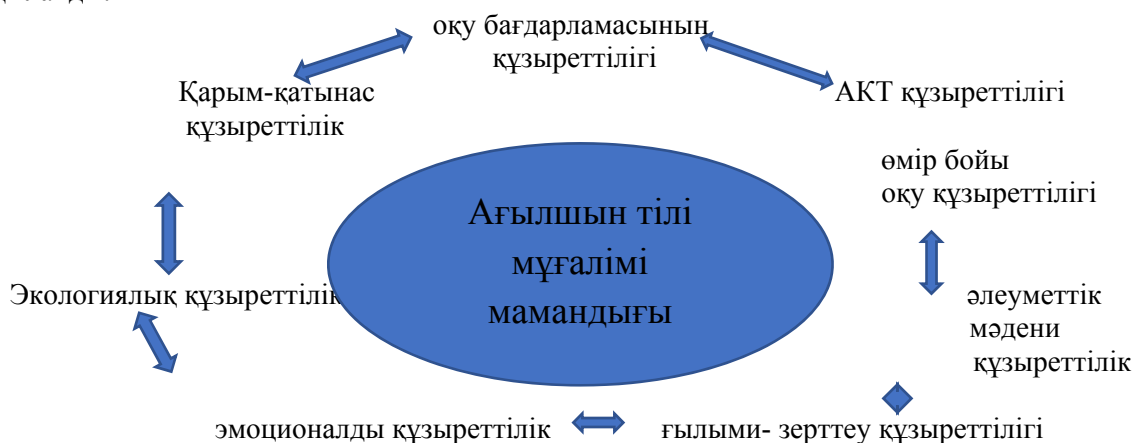 оқу бағдарламасының
құзыреттілігі
Қарым-қатынас
құзыреттілік
АКТ құзыреттілігі
өмір бойы
оқу құзыреттілігі
Ағылшын тілі
мұғалімі
мамандығы
Экологиялық құзыреттілік
әлеуметтік
мәдени
құзыреттілік
эмоционалды құзыреттілік
ғылыми- зерттеу құзыреттілігі